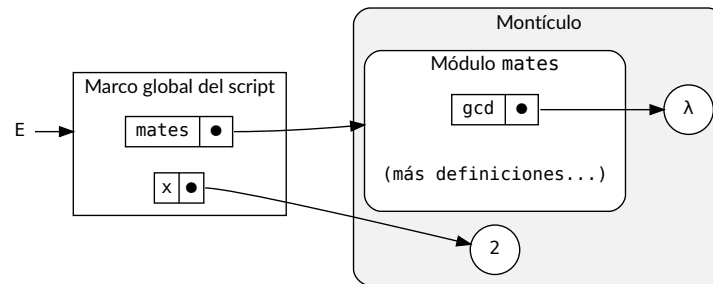 Montículo
Marco global del script
Módulo mates
E
mates
gcd
λ
(más definiciones...)
x
2